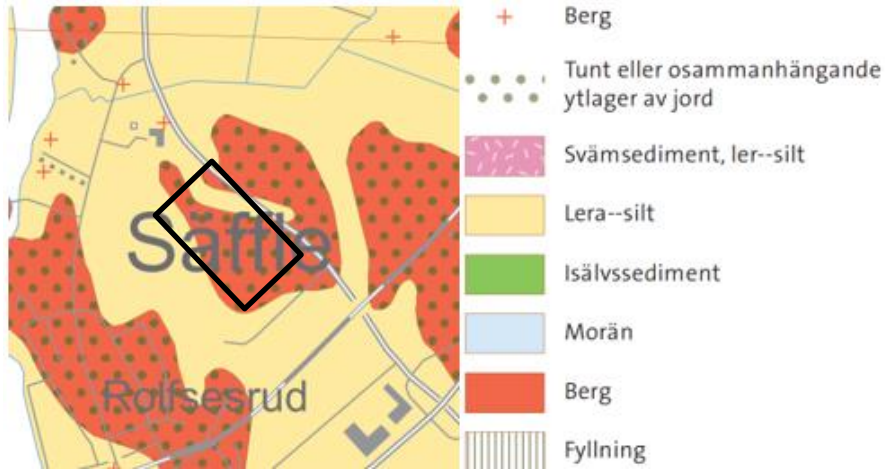 Säffle
Rolfsesrud
Berg
Tunt eller osammanhängande
ytlager av jord
Svämsediment, ler--silt
Lera--silt
Isälvssediment
Morän
Berg
Fyllning